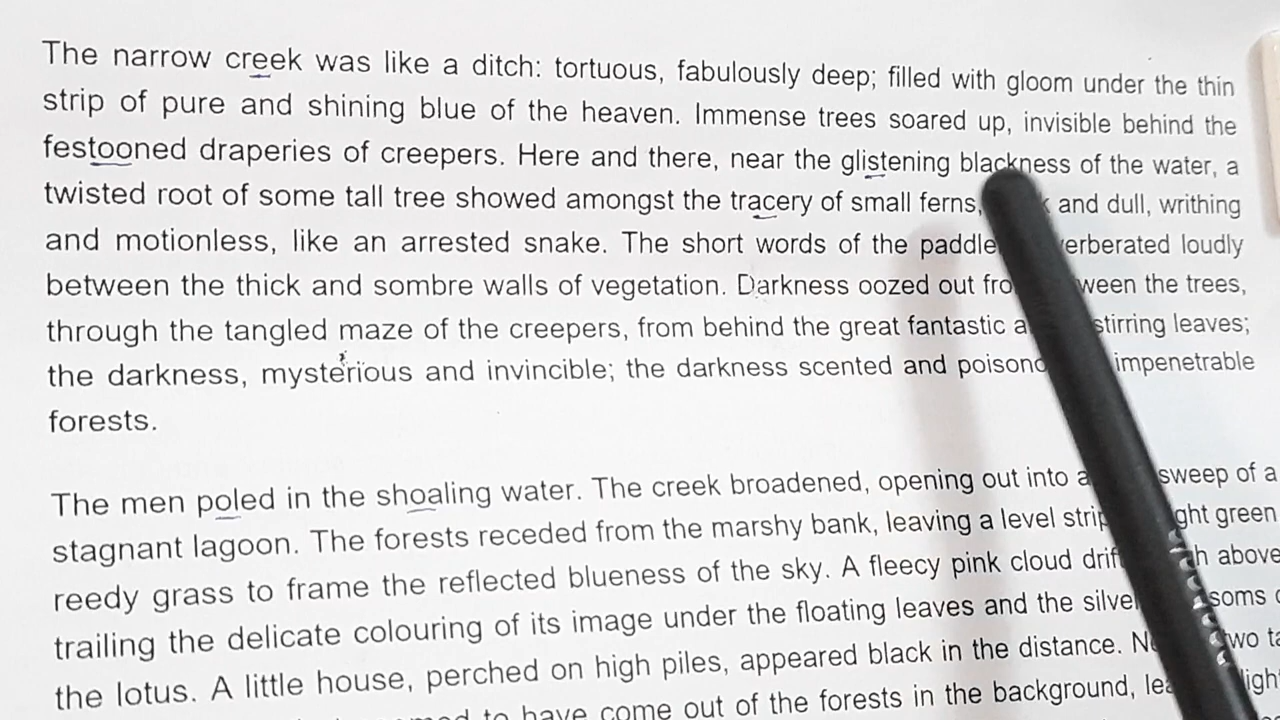 The narrow creek was like a ditch: tortuous, fabulously deep; filled with gloom under the thin
strip of pure and shining blue of the heaven. Immense trees soared up, invisible behind the
festooned draperies of creepers. Here and there, near the glistening blackness of the water, a
twisted root of some tall tree showed amongst the tracery of small ferns, and dull, writhing
and motionless, like an arrested snake. The short words of the loudly
between the thick and sombre walls of vegetation. Darkness oozed out the trees,
through the tangled maze of the creepers, from behind the great fantastic leaves;
the darkness, mysterious and invincible; the darkness scented and impenetrable
forests.
The men poled in the shoaling water. The creek broadened, opening out into sweep of a
stagnant lagoon. The forests receded from the marshy bank, leaving a level green
reedy grass to frame the reflected blueness of the sky. A fleecy pink cloud above
trailing the delicate colouring of its image under the floating leaves and the
the lotus. A little house, perched on high piles, appeared black in the distance. two
to have come out of the forests in the background,